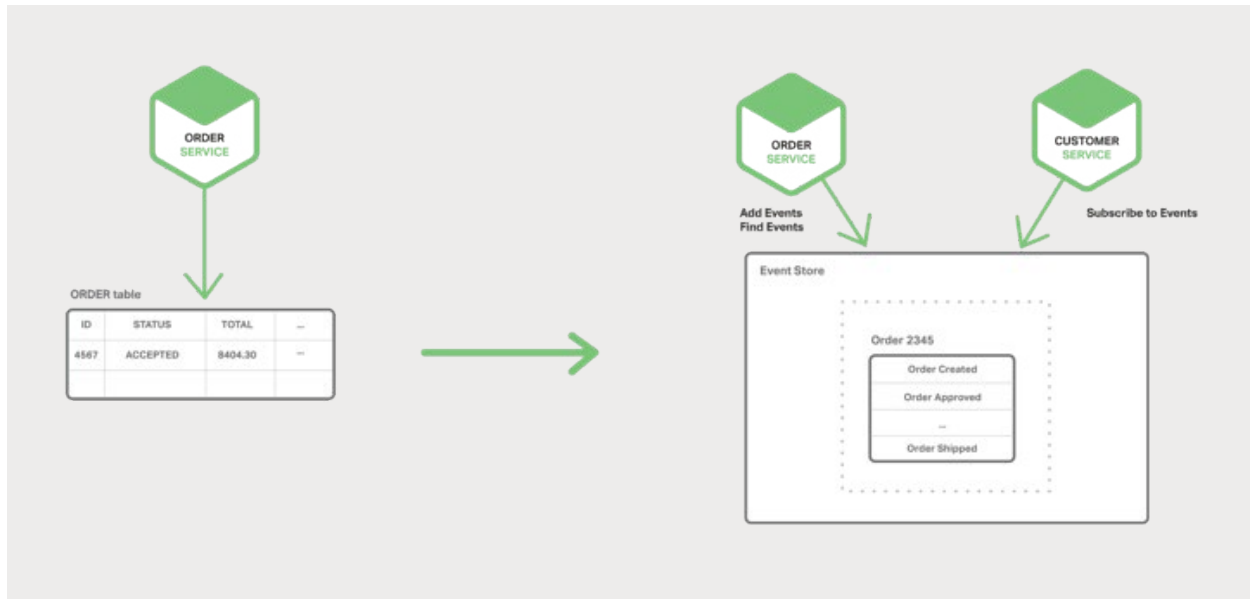 ORDER
SERVICE
ORDER table
ID STATUS TOTAL ...
4567 ACCEPTED 8404.30 ...
ORDER
SERVICE
CUSTOMER
SERVICE
Add Events
Find Events
Subscribe to Events
Event Store
Order 2345
Order Created
Order Approved
...
Order Shipped